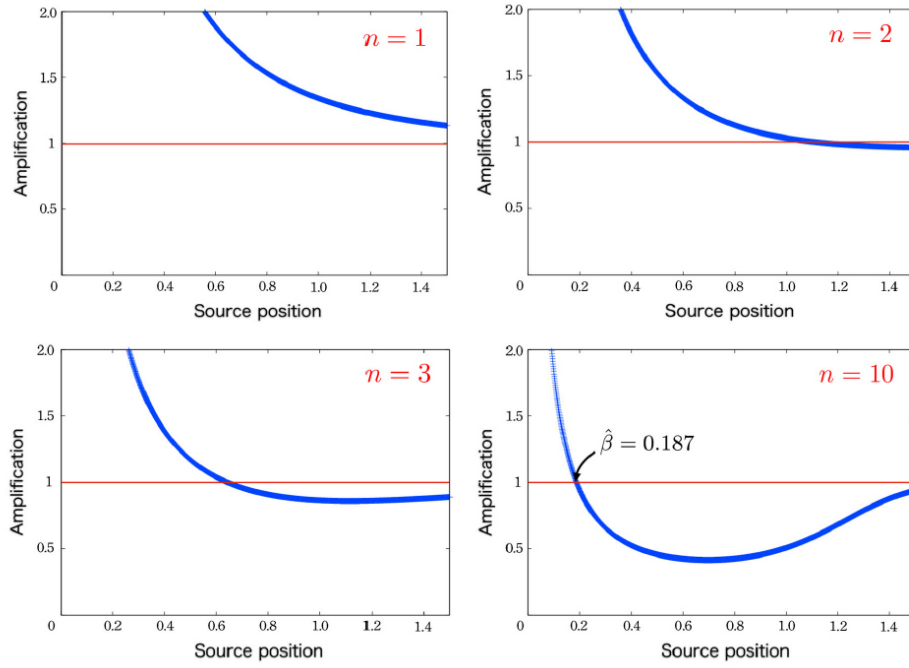 2.0
1.5
1
0.5
0
Amplification
n = 1
0.2 0.4 0.6 0.8 1.0 1.2 1.4
Source position
2.0
1.5
1
0.5
0
Amplification
n = 2
0.2 0.4 0.6 0.8 1.0 1.2 1.4
Source position
2.0
1.5
1
0.5
0
Amplification
n = 3
0.2 0.4 0.6 0.8 1.0 1.2 1.4
Source position
2.0
1.5
1
0.5
0
Amplification
n = 10
β̂ = 0.187
0.2 0.4 0.6 0.8 1.0 1.2 1.4
Source position